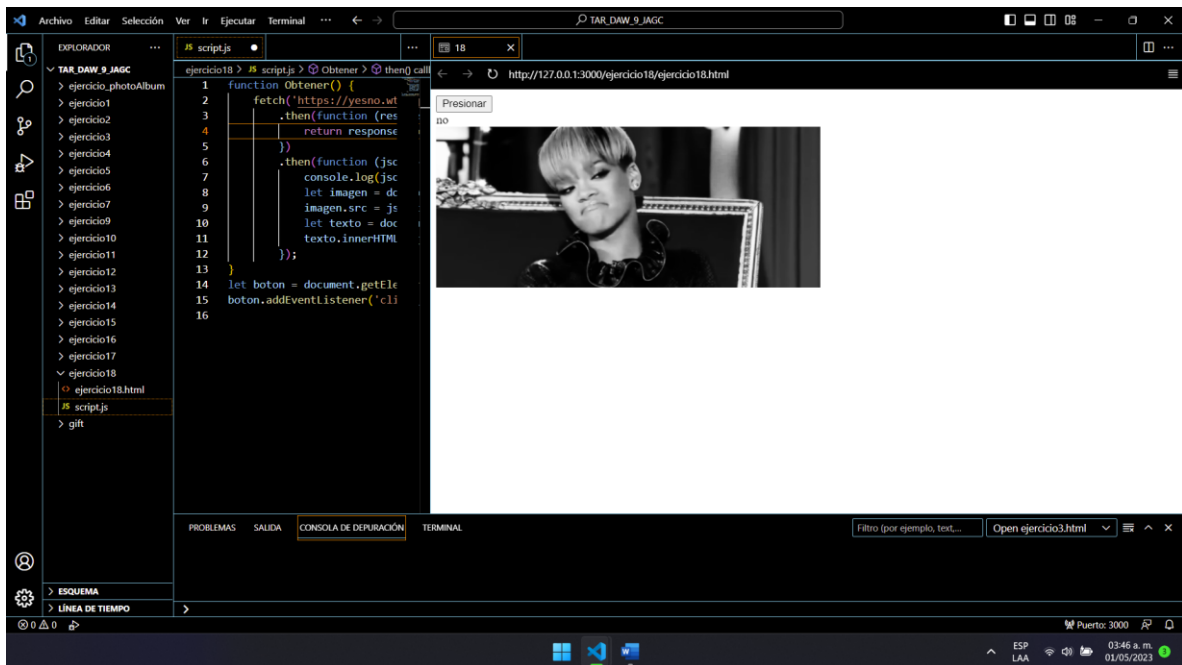 Archivo Editar Selección Ver Ir Ejecutar Terminal ··· TAR_DAW_9_JAGC
EXPLORADOR ···
TAR_DAW_9_JAGC
ejercicio_photoAlbum
ejercicio1
ejercicio2
ejercicio3
ejercicio4
ejercicio5
ejercicio6
ejercicio7
ejercicio9
ejercicio10
ejercicio11
ejercicio12
ejercicio13
ejercicio14
ejercicio15
ejercicio16
ejercicio17
ejercicio18
ejercicio18.html
JS script.js
gift
ESQUEMA
LÍNEA DE TIEMPO
JS script.js ···
ejercicio18 > JS script.js > Obtener > then() call
1 function Obtener() {
2 fetch('https://yesno.wt
3 .then(function (res
4 return response
5 })
6 .then(function (jsc
7 console.log(jsc
8 let imagen = dc
9 imagen.src = js
10 let texto = doc
11 texto.innerHTML
12 });
13 }
14 let boton = document.getEle
15 boton.addEventListener('cli
16
18
http://127.0.0.1:3000/ejercicio18/ejercicio18.html
Presionar
no
PROBLEMAS SALIDA CONSOLA DE DEPURACIÓN TERMINAL Filtro (por ejemplo, text,... Open ejercicio3.html
0 0 Puerto: 3000
ESP
LAA
03:46 a. m.
01/05/2023
3